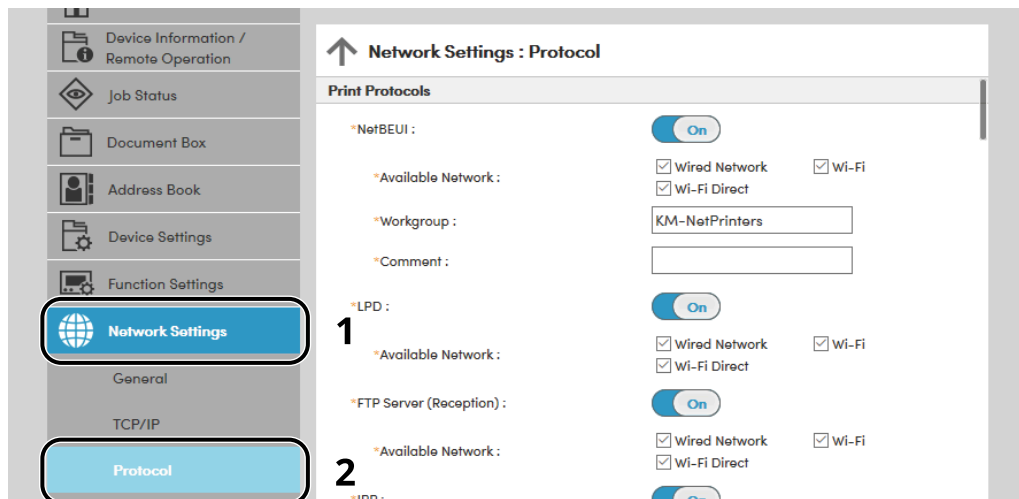 Device Information /
Remote Operation
Job Status
Document Box
Address Book
Device Settings
Function Settings
Network Settings
1
General
TCP/IP
Protocol
2
Network Settings : Protocol
Print Protocols
*NetBEUI :
On
*Available Network :
Wired Network
Wi-Fi
Wi-Fi Direct
*Workgroup :
KM-NetPrinters
*Comment :
*LPD :
On
*Available Network :
Wired Network
Wi-Fi
Wi-Fi Direct
*FTP Server (Reception) :
On
*Available Network :
Wired Network
Wi-Fi
Wi-Fi Direct
*IPP :
On